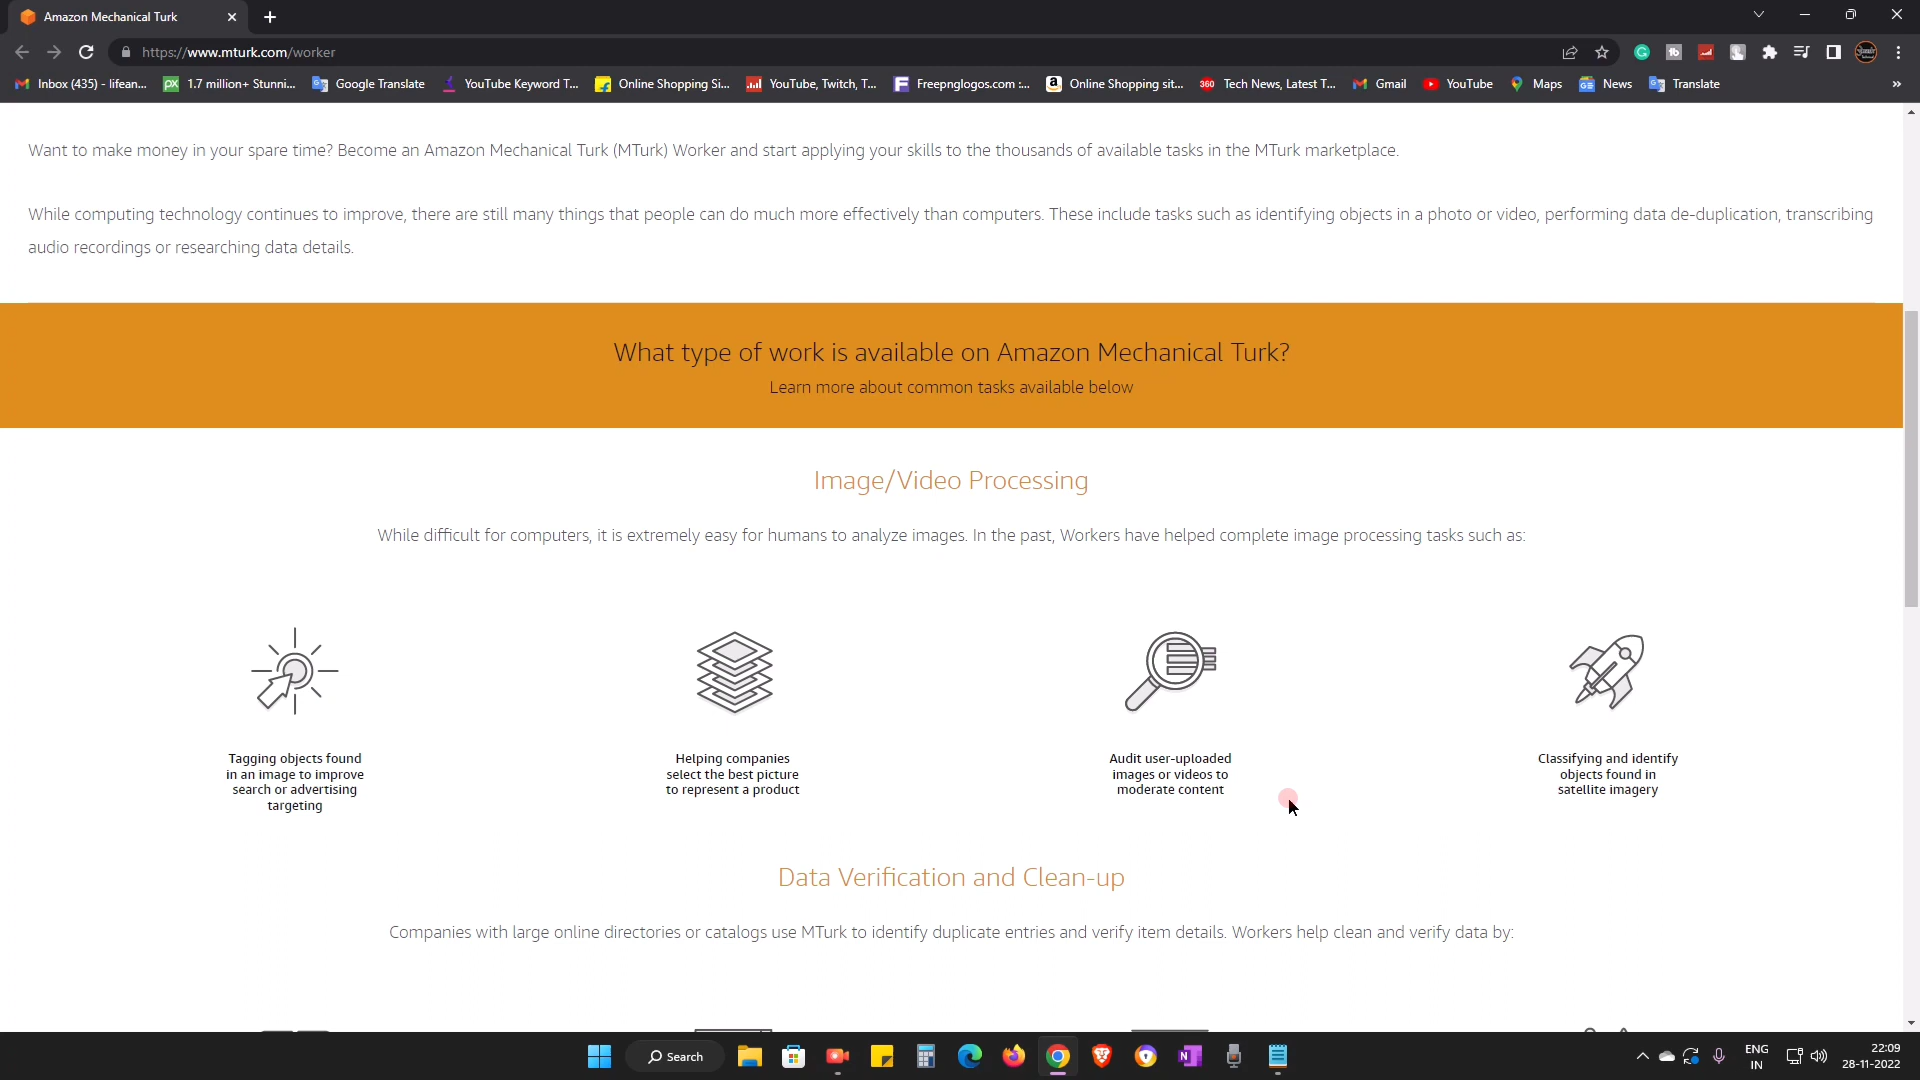 Amazon Mechanical Turk
https://www.mturk.com/worker
Inbox (435) - lifean... 1.7 million+ Stunni... Google Translate YouTube Keyword T... Online Shopping Si... YouTube, Twitch, T... Freepnglogos.com :... Online Shopping sit... 360 Tech News, Latest T... Gmail YouTube Maps News Translate »
Want to make money in your spare time? Become an Amazon Mechanical Turk (MTurk) Worker and start applying your skills to the thousands of available tasks in the MTurk marketplace.
While computing technology continues to improve, there are still many things that people can do much more effectively than computers. These include tasks such as identifying objects in a photo or video, performing data de-duplication, transcribing
audio recordings or researching data details.
What type of work is available on Amazon Mechanical Turk?
Learn more about common tasks available below
Image/Video Processing
While difficult for computers, it is extremely easy for humans to analyze images. In the past, Workers have helped complete image processing tasks such as:
Tagging objects found
in an image to improve
search or advertising
targeting
Helping companies
select the best picture
to represent a product
Audit user-uploaded
images or videos to
moderate content
Classifying and identify
objects found in
satellite imagery
Data Verification and Clean-up
Companies with large online directories or catalogs use MTurk to identify duplicate entries and verify item details. Workers help clean and verify data by:
Search
ENG
IN
22:09
28-11-2022